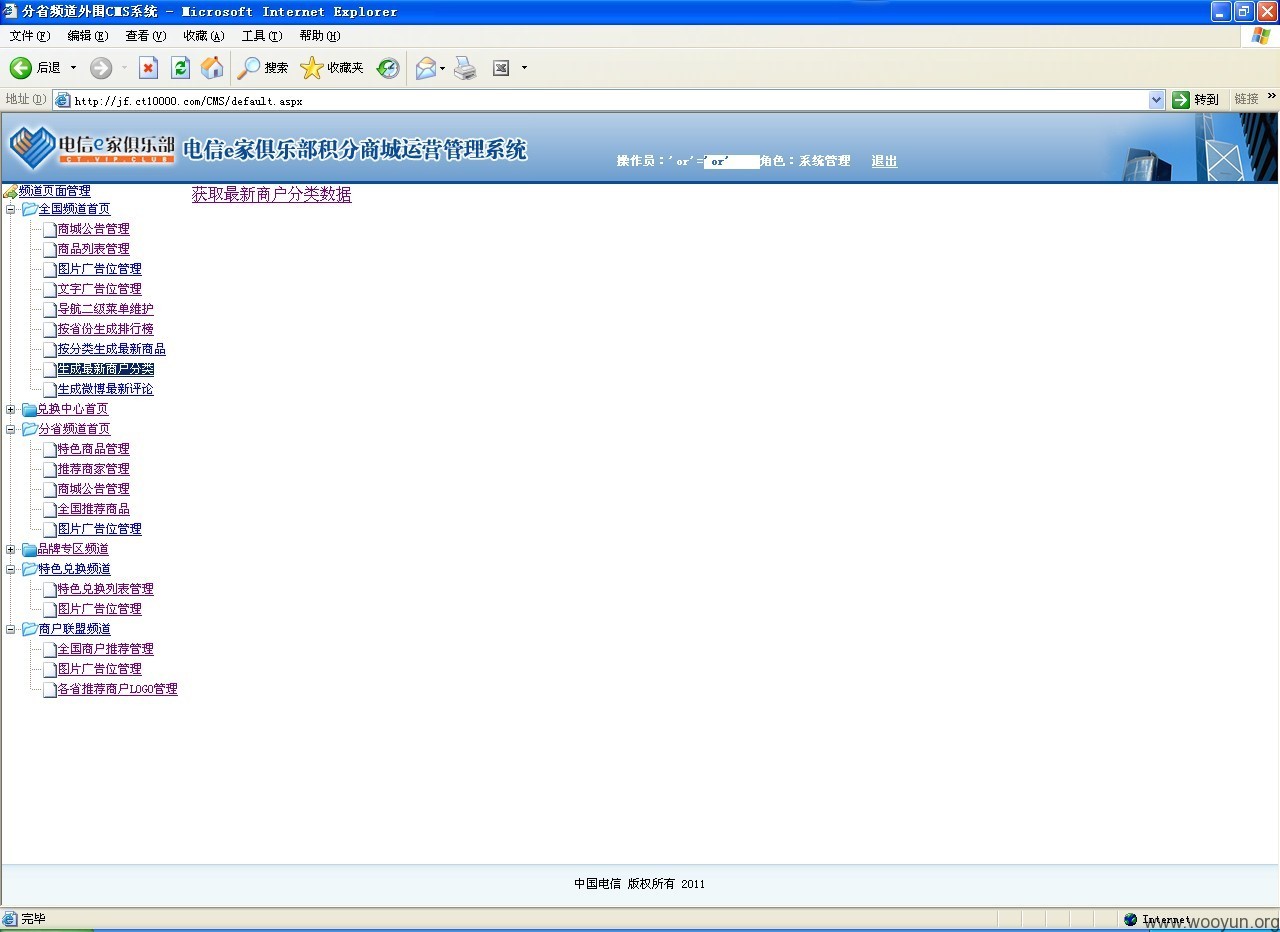 分省频道外围CMS系统 - Microsoft Internet Explorer
文件(F) 编辑(E) 查看(V) 收藏(A) 工具(T) 帮助(H)
后退 搜索 收藏夹
地址(D) http://jf.ct10000.com/CMS/default.aspx 转到 链接 »
电信e家俱乐部 CT.VIP.CLUB 电信e家俱乐部积分商城运营管理系统
操作员：'or'='or' 角色：系统管理 退出
频道页面管理
获取最新商户分类数据
全国频道首页
商城公告管理
商品列表管理
图片广告位管理
文字广告位管理
导航二级菜单维护
按省份生成排行榜
按分类生成最新商品
生成最新商户分类
生成微博最新评论
兑换中心首页
分省频道首页
特色商品管理
推荐商家管理
商城公告管理
全国推荐商品
图片广告位管理
品牌专区频道
特色兑换频道
特色兑换列表管理
图片广告位管理
商户联盟频道
全国商户推荐管理
图片广告位管理
各省推荐商户LOGO管理
中国电信 版权所有 2011
完毕 Internet
www.wooyun.org